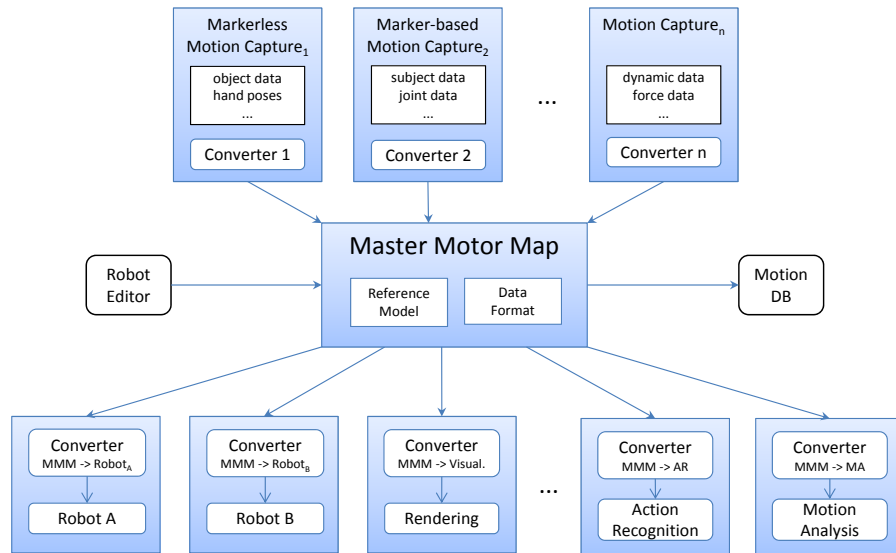 Markerless
Motion Capture₁
object data
hand poses
...
Converter 1
Marker-based
Motion Capture₂
subject data
joint data
...
Converter 2
...
Motion Captureₙ
dynamic data
force data
...
Converter n
Master Motor Map
Reference
Model
Data
Format
Robot
Editor
Motion
DB
Converter
MMM -> Robot_A
Robot A
Converter
MMM -> Robot_B
Robot B
Converter
MMM -> Visual.
Rendering
...
Converter
MMM -> AR
Action
Recognition
Converter
MMM -> MA
Motion
Analysis